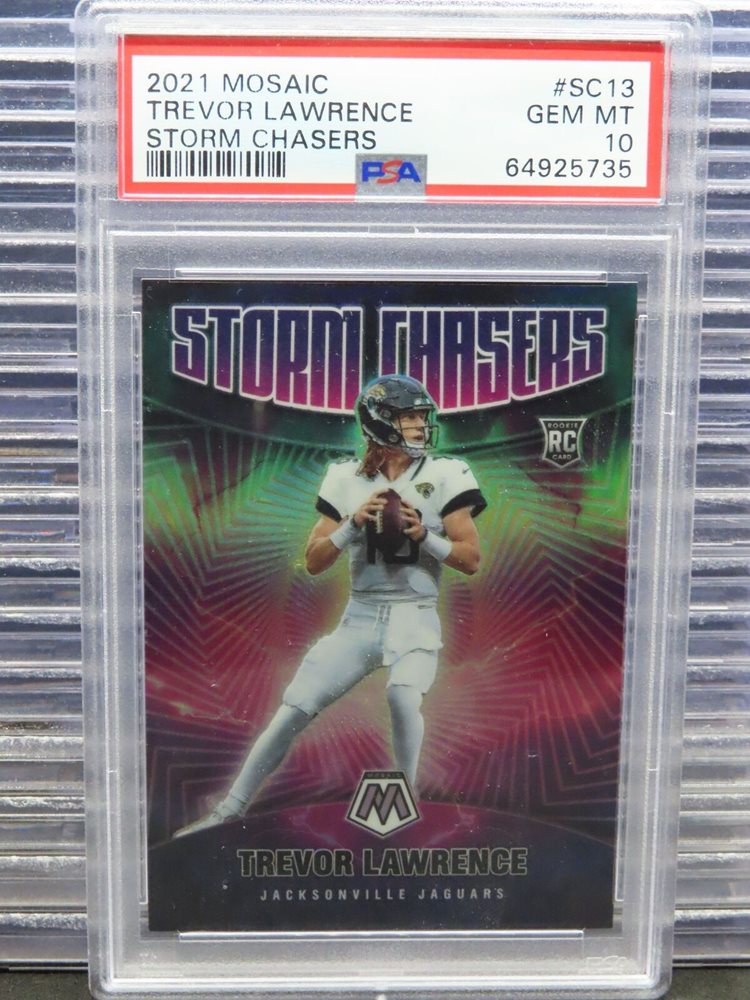 2021 MOSAIC #SC13
TREVOR LAWRENCE GEM MT
STORM CHASERS 10
PSA 64925735
STORM CHASERS
ROOKIE
RC
CARD
MOSAIC
M
TREVOR LAWRENCE
JACKSONVILLE JAGUARS